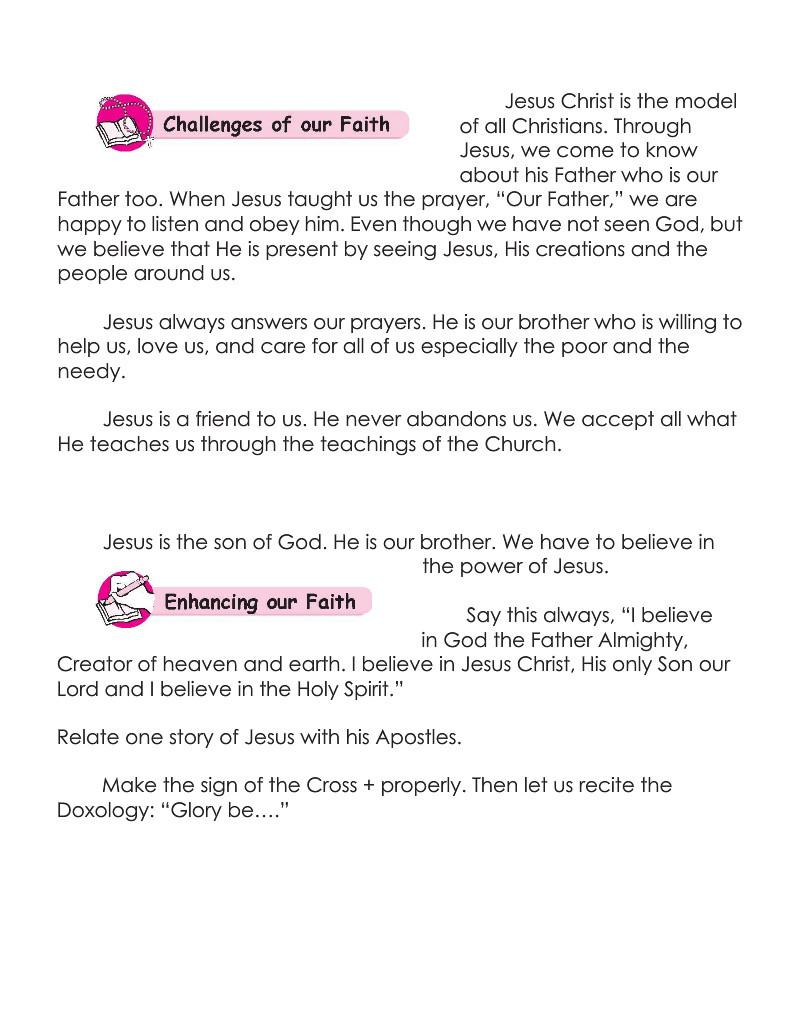 Challenges of our Faith
Jesus Christ is the model
of all Christians. Through
Jesus, we come to know
about his Father who is our
Father too. When Jesus taught us the prayer, “Our Father,” we are
happy to listen and obey him. Even though we have not seen God, but
we believe that He is present by seeing Jesus, His creations and the
people around us.
Jesus always answers our prayers. He is our brother who is willing to
help us, love us, and care for all of us especially the poor and the
needy.
Jesus is a friend to us. He never abandons us. We accept all what
He teaches us through the teachings of the Church.
Jesus is the son of God. He is our brother. We have to believe in
the power of Jesus.
Enhancing our Faith
Say this always, “I believe
in God the Father Almighty,
Creator of heaven and earth. I believe in Jesus Christ, His only Son our
Lord and I believe in the Holy Spirit.”
Relate one story of Jesus with his Apostles.
Make the sign of the Cross + properly. Then let us recite the
Doxology: “Glory be….”